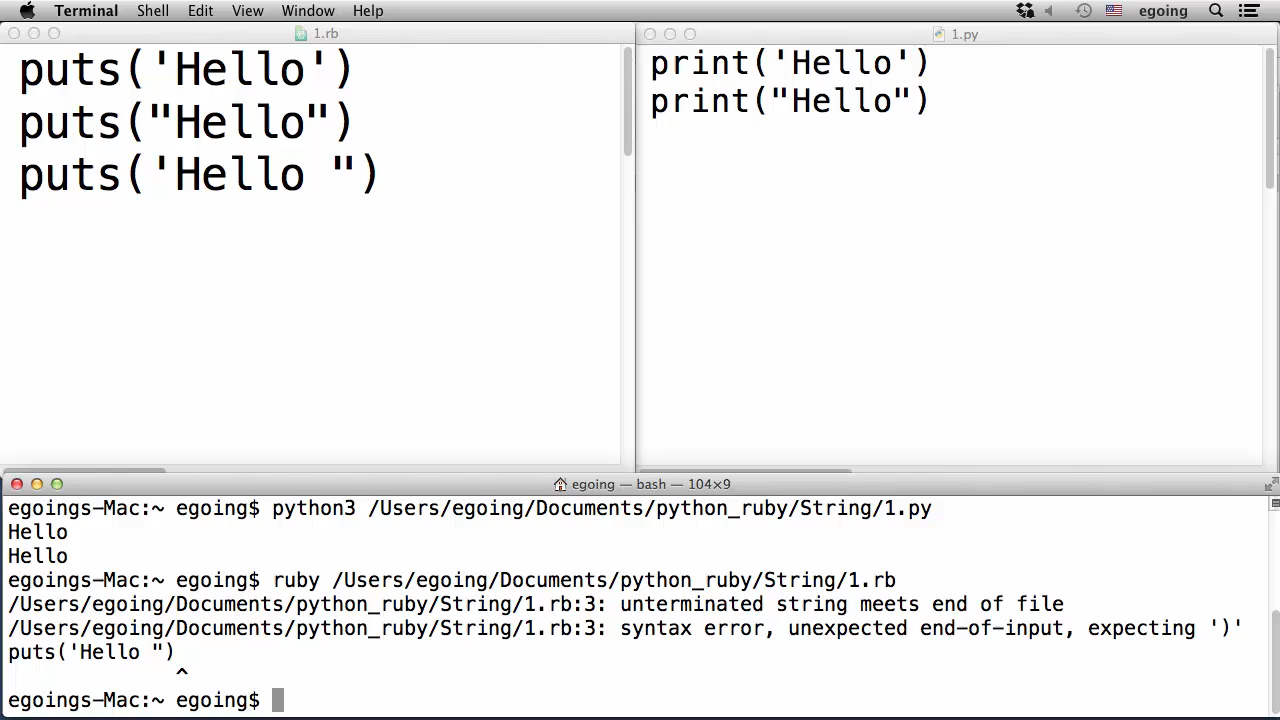 Terminal Shell Edit View Window Help egoing
1.rb
puts('Hello')
puts("Hello")
puts('Hello ")
1.py
print('Hello')
print("Hello")
egoing — bash — 104×9
egoings-Mac:~ egoing$ python3 /Users/egoing/Documents/python_ruby/String/1.py
Hello
Hello
egoings-Mac:~ egoing$ ruby /Users/egoing/Documents/python_ruby/String/1.rb
/Users/egoing/Documents/python_ruby/String/1.rb:3: unterminated string meets end of file
/Users/egoing/Documents/python_ruby/String/1.rb:3: syntax error, unexpected end-of-input, expecting ')'
puts('Hello ")
^
egoings-Mac:~ egoing$